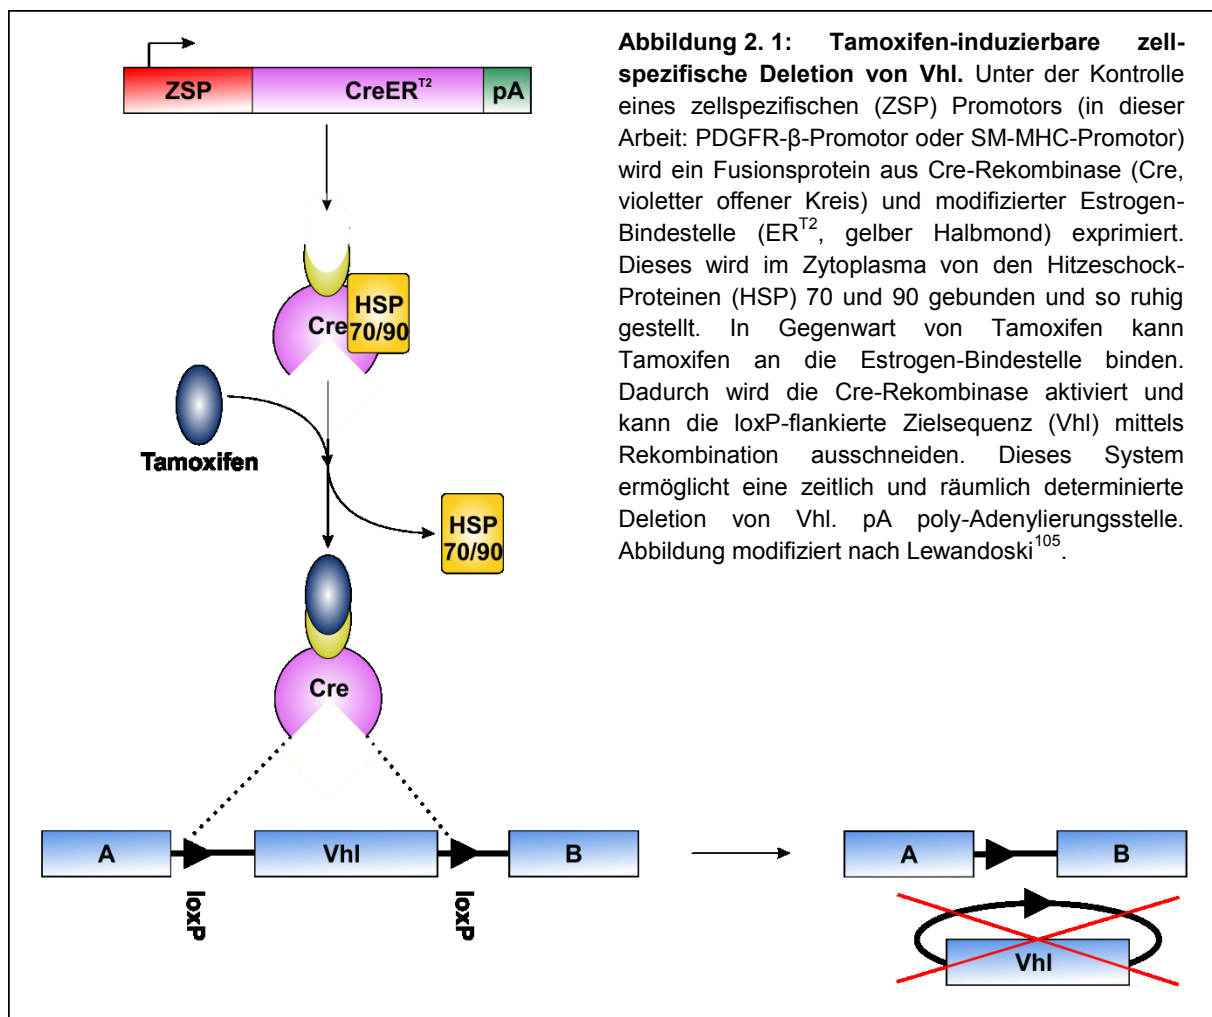 Abbildung 2. 1: Tamoxifen-induzierbare zell-
spezifische Deletion von Vhl. Unter der Kontrolle
eines zellspezifischen (ZSP) Promotors (in dieser
Arbeit: PDGFR-β-Promotor oder SM-MHC-Promotor)
wird ein Fusionsprotein aus Cre-Rekombinase (Cre,
violetter offener Kreis) und modifizierter Estrogen-
Bindestelle (ER^T2, gelber Halbmond) exprimiert.
Dieses wird im Zytoplasma von den Hitzeschock-
Proteinen (HSP) 70 und 90 gebunden und so ruhig
gestellt. In Gegenwart von Tamoxifen kann
Tamoxifen an die Estrogen-Bindestelle binden.
Dadurch wird die Cre-Rekombinase aktiviert und
kann die loxP-flankierte Zielsequenz (Vhl) mittels
Rekombination ausschneiden. Dieses System
ermöglicht eine zeitlich und räumlich determinierte
Deletion von Vhl. pA poly-Adenylierungsstelle.
Abbildung modifiziert nach Lewandoski^105.
ZSP CreER^T2 pA
Cre
HSP
70/90
Tamoxifen
HSP
70/90
Cre
A Vhl B
loxP loxP
A B
Vhl